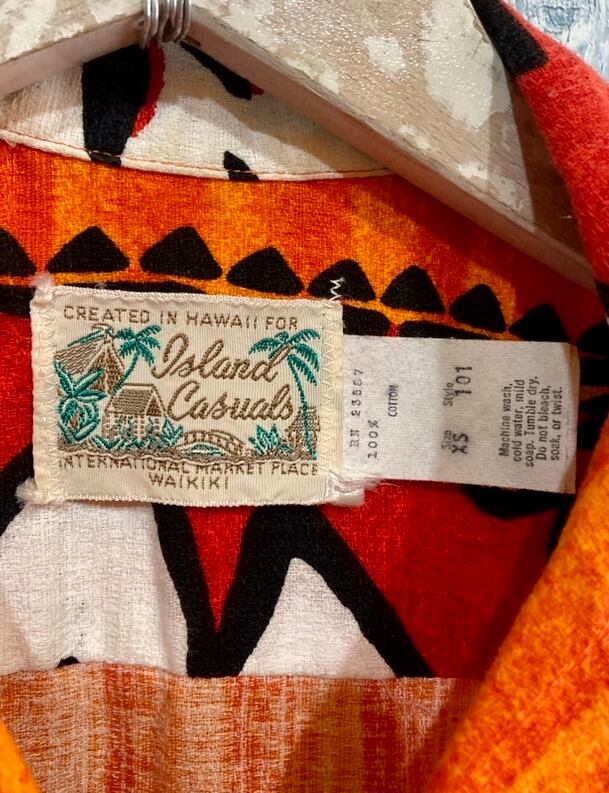 CREATED IN HAWAII FOR
Island
Casuals
INTERNATIONAL MARKET PLACE
WAIKIKI
RN 23587
100% COTTON
Size Style
XS 101
Machine wash,
cold water, mild
soap. Tumble dry.
Do not bleach,
soak, or twist.